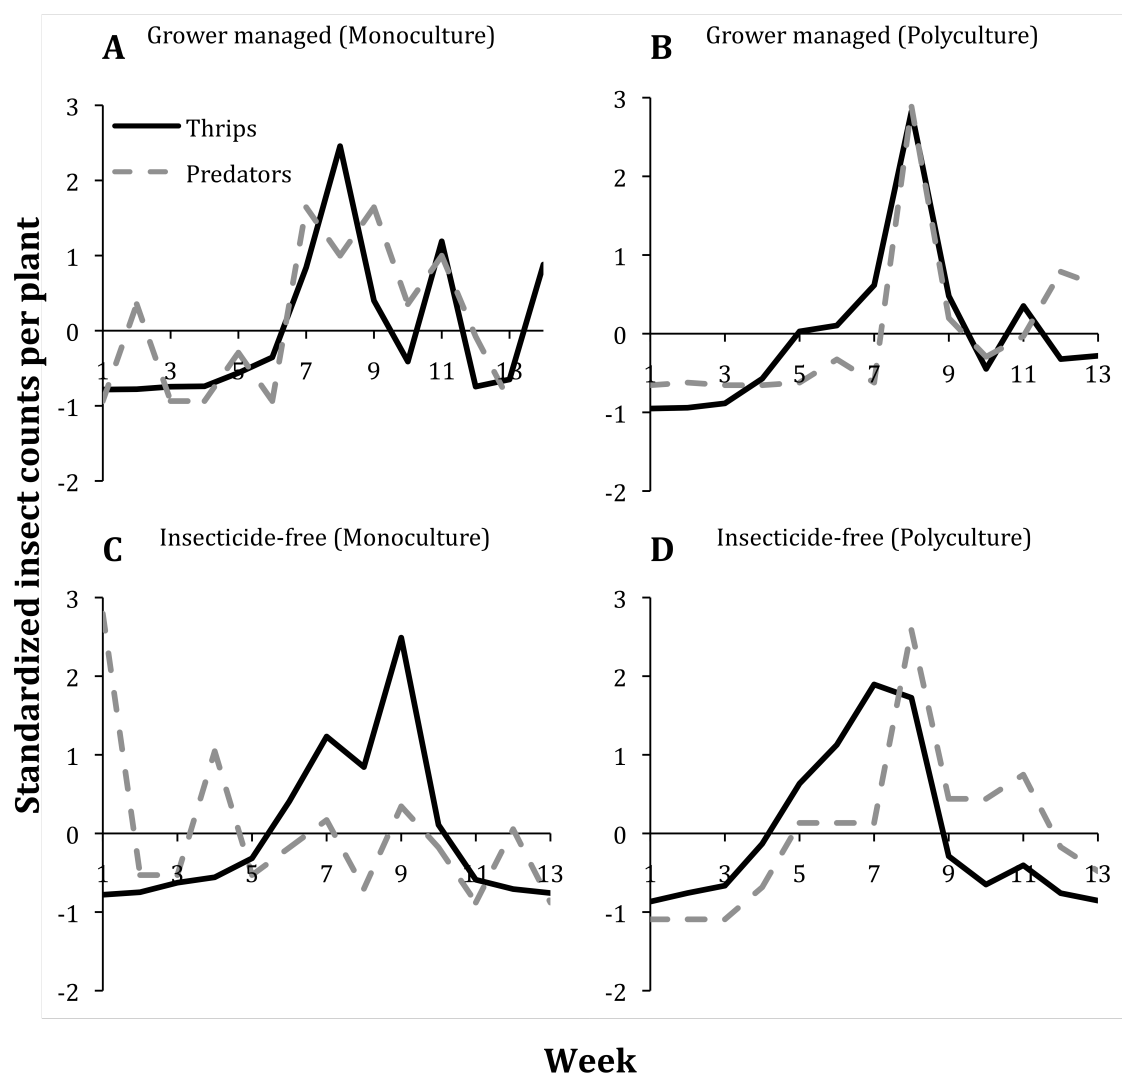 Standardized insect counts per plant
A
Grower managed (Monoculture)
3
2
1
0
-1
-2
Thrips
Predators
1 3 5 7 9 11 13
B
Grower managed (Polyculture)
3
2
1
0
-1
-2
1 3 5 7 9 11 13
C
Insecticide-free (Monoculture)
3
2
1
0
-1
-2
1 3 5 7 9 11 13
D
Insecticide-free (Polyculture)
3
2
1
0
-1
-2
1 3 5 7 9 11 13
Week